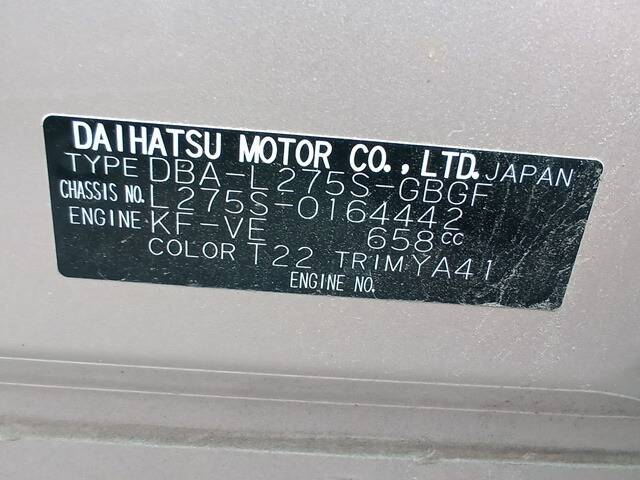 DAIHATSU MOTOR CO., LTD. JAPAN
TYPE DBA-L275S-GBGF
CHASSIS NO. L275S-0164442
ENGINE KF-VE 658cc
COLOR T22 TRIM YA41
ENGINE NO.